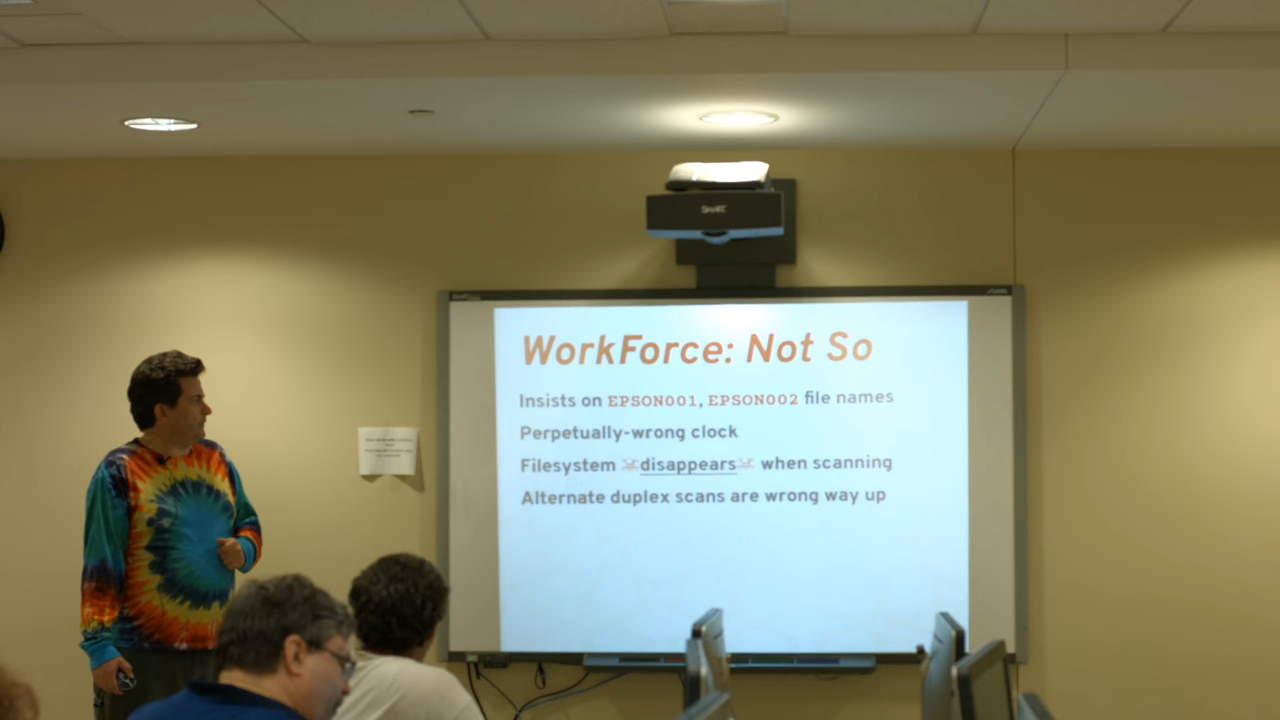 SMART
WorkForce: Not So
Insists on EPSON001, EPSON002 file names
Perpetually-wrong clock
Filesystem ☠disappears☠ when scanning
Alternate duplex scans are wrong way up